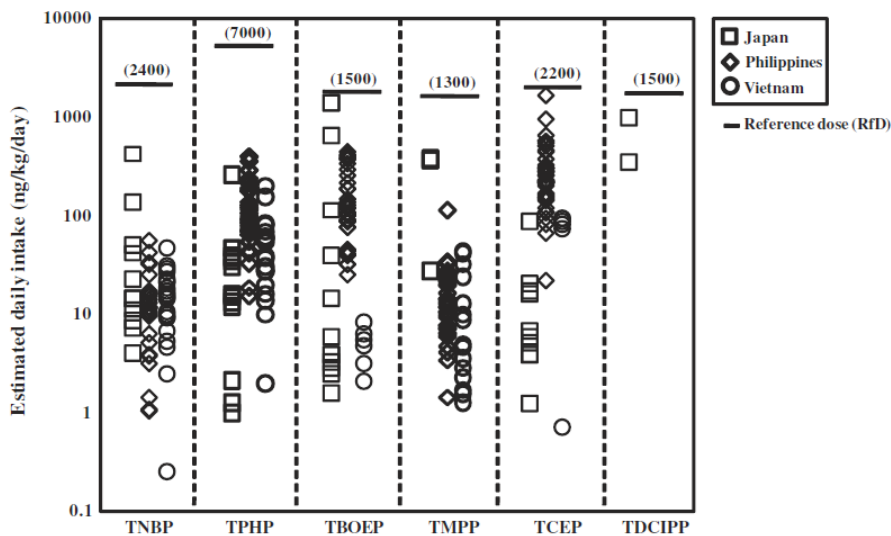 10000
1000
100
10
1
0.1
Estimated daily intake (ng/kg/day)
(2400)
(7000)
(1500)
(1300)
(2200)
(1500)
TNBP
TPHP
TBOEP
TMPP
TCEP
TDCIPP
Japan
Philippines
Vietnam
Reference dose (RfD)